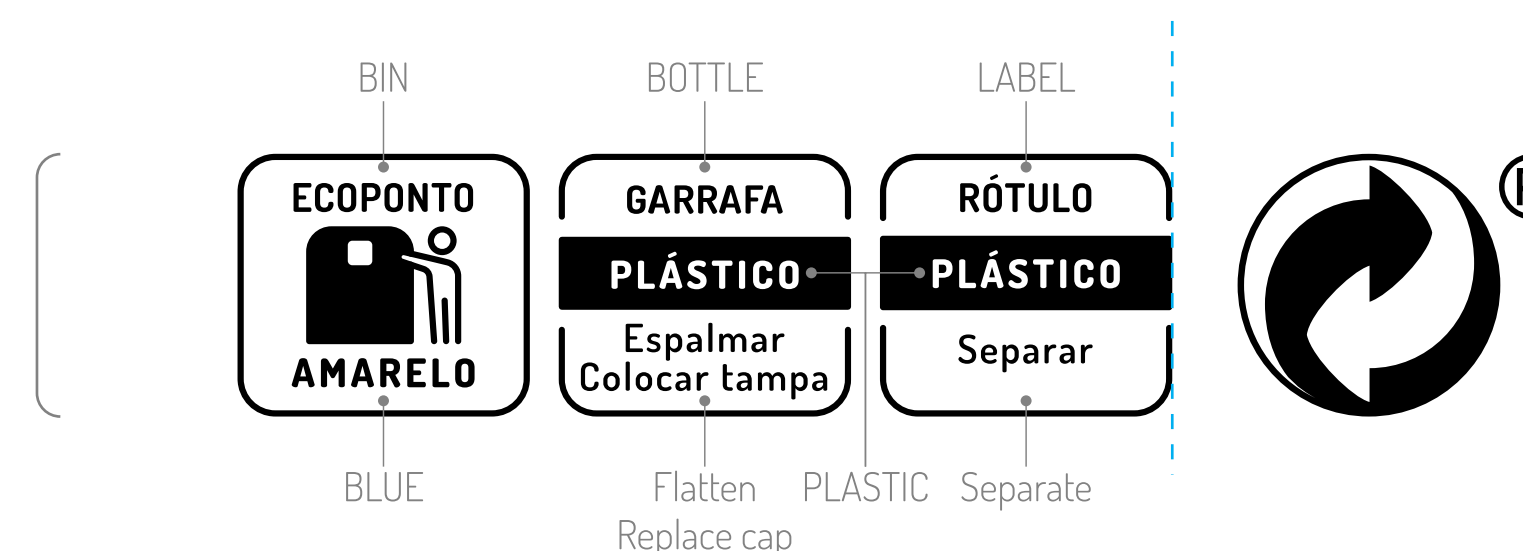 BIN
BOTTLE
LABEL
ECOPONTO
AMARELO
GARRAFA
PLÁSTICO
Espalmar
Colocar tampa
RÓTULO
PLÁSTICO
Separar
BLUE
Flatten
Replace cap
PLASTIC
Separate